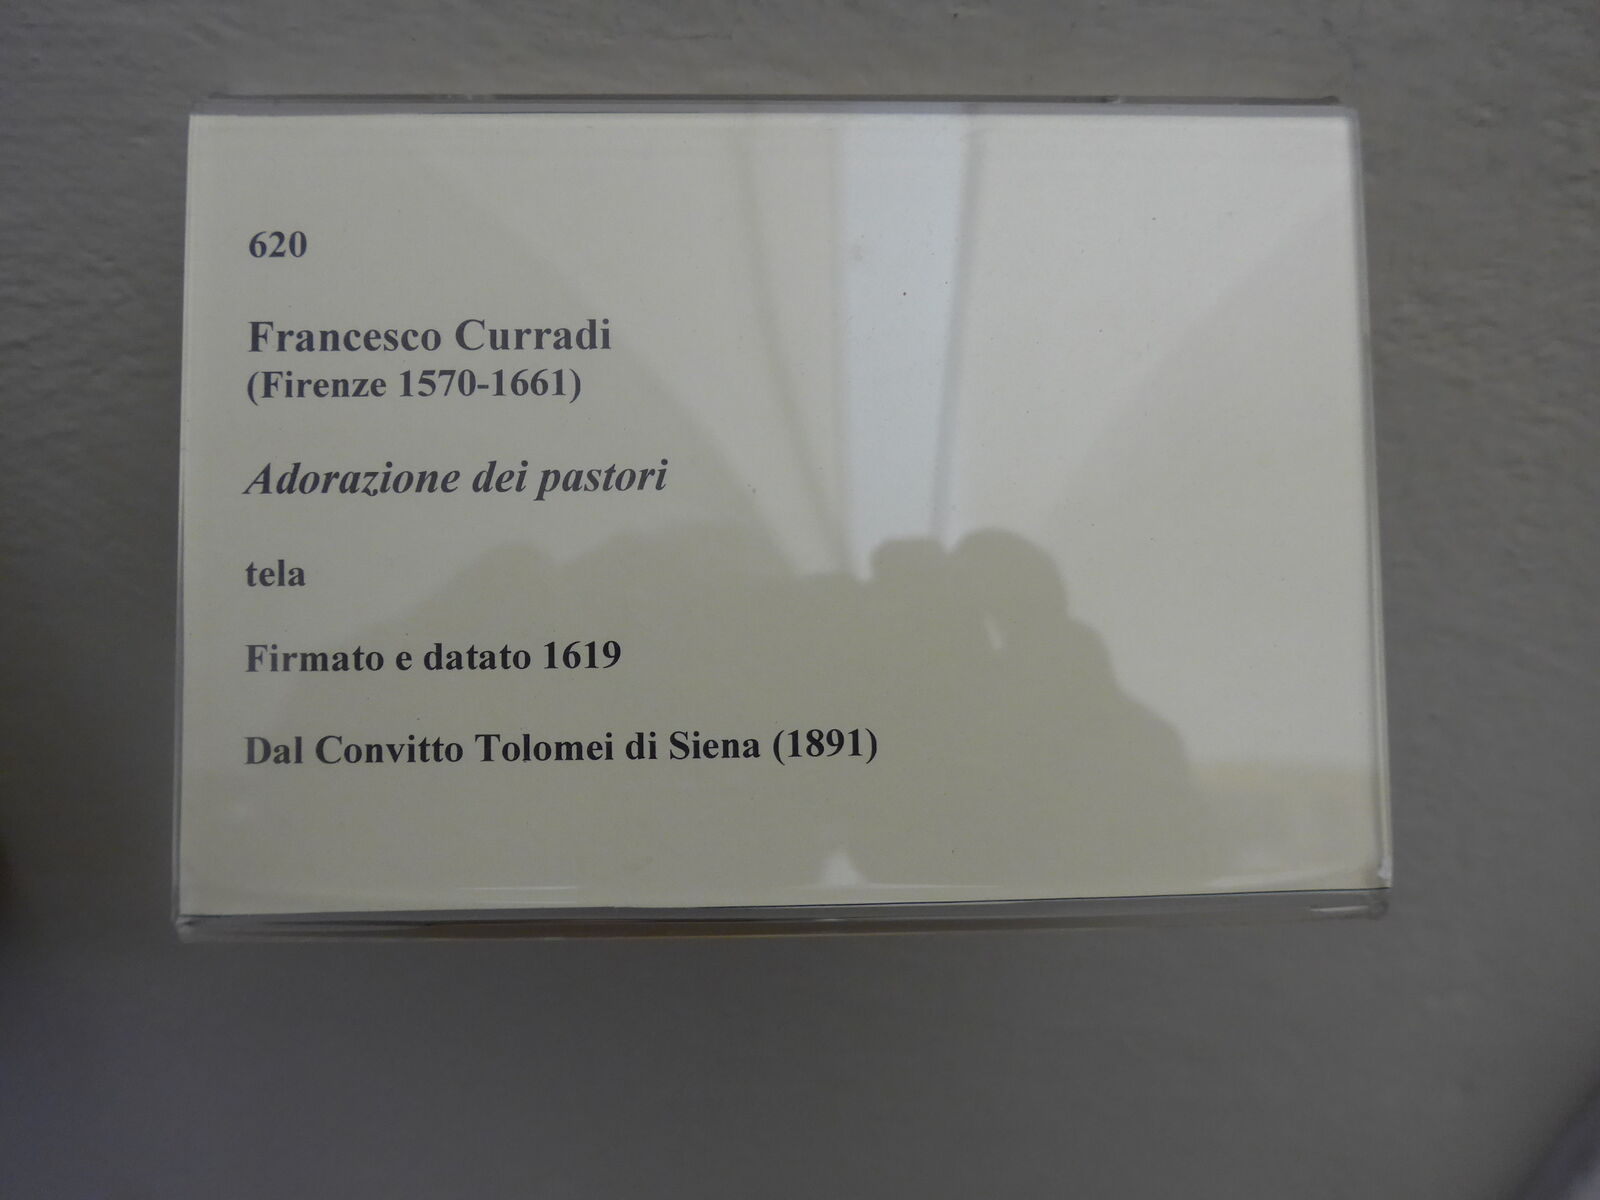 620
Francesco Curradi
(Firenze 1570-1661)
Adorazione dei pastori
tela
Firmato e datato 1619
Dal Convitto Tolomei di Siena (1891)